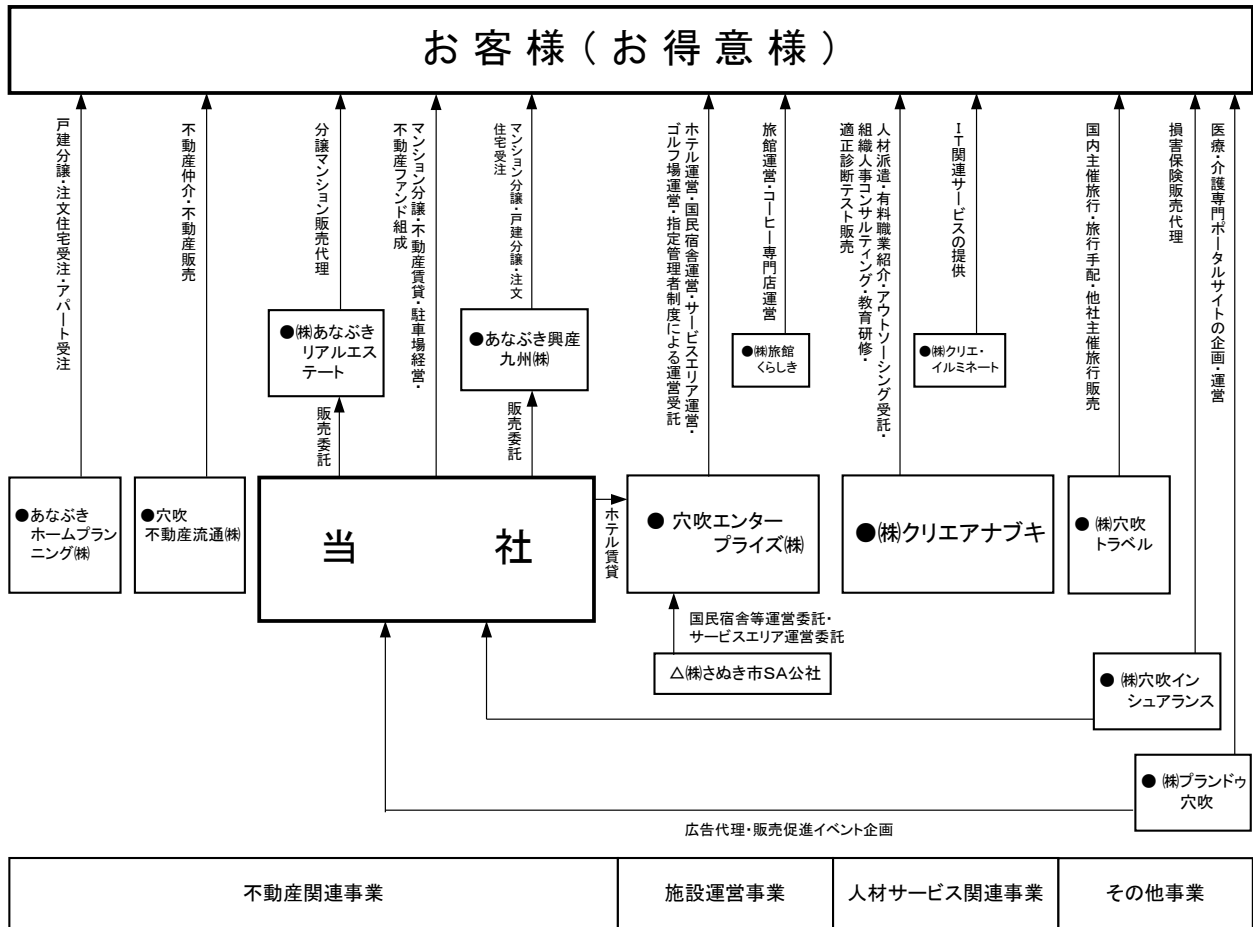 お客様(お得意様)
戸建分譲・注文住宅受注・アパート受注
不動産仲介・不動産販売
分譲マンション販売代理
マンション分譲・不動産賃貸・駐車場経営・
不動産ファンド組成
マンション分譲・戸建分譲・注文
住宅受注
ホテル運営・国民宿舎運営・サービスエリア運営・
ゴルフ場運営・指定管理者制度による運営受託
旅館運営・コーヒー専門店運営
人材派遣・有料職業紹介・アウトソーシング受託・
組織人事コンサルティング・教育研修・
適正診断テスト販売
IT関連サービスの提供
国内主催旅行・旅行手配・他社主催旅行販売
損害保険販売代理
医療・介護専門ポータルサイトの企画・運営
●㈱あなぶき
リアルエス
テート
●あなぶき興産
九州㈱
●㈱旅館
くらしき
●㈱クリエ・
イルミネート
販売委託
販売委託
●あなぶき
ホームプラン
ニング㈱
●穴吹
不動産流通㈱
当社
ホテル賃貸
● 穴吹エンター
プライズ㈱
●㈱クリエアナブキ
● ㈱穴吹
トラベル
国民宿舎等運営委託・
サービスエリア運営委託
△㈱さぬき市SA公社
● ㈱穴吹イン
シュアランス
● ㈱プランドゥ
穴吹
広告代理・販売促進イベント企画
不動産関連事業
施設運営事業
人材サービス関連事業
その他事業